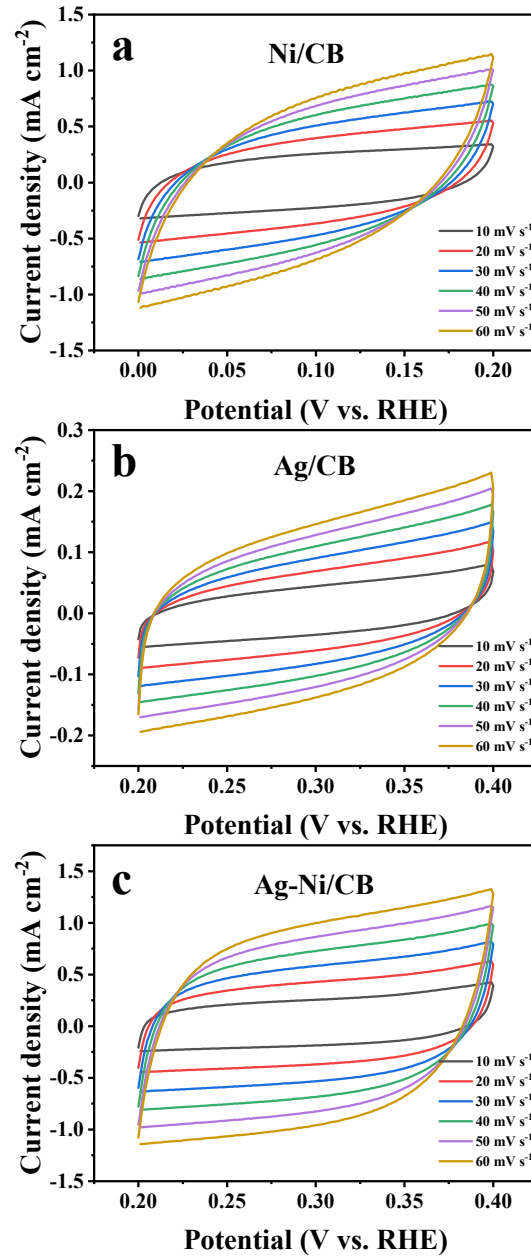 a
Ni/CB
Current density (mA cm⁻²)
1.5
1.0
0.5
0.0
-0.5
-1.0
-1.5
10 mV s⁻¹
20 mV s⁻¹
30 mV s⁻¹
40 mV s⁻¹
50 mV s⁻¹
60 mV s⁻¹
0.00 0.05 0.10 0.15 0.20
Potential (V vs. RHE)
b
Ag/CB
Current density (mA cm⁻²)
0.3
0.2
0.1
0.0
-0.1
-0.2
10 mV s⁻¹
20 mV s⁻¹
30 mV s⁻¹
40 mV s⁻¹
50 mV s⁻¹
60 mV s⁻¹
0.20 0.25 0.30 0.35 0.40
Potential (V vs. RHE)
c
Ag-Ni/CB
Current density (mA cm⁻²)
1.5
1.0
0.5
0.0
-0.5
-1.0
-1.5
10 mV s⁻¹
20 mV s⁻¹
30 mV s⁻¹
40 mV s⁻¹
50 mV s⁻¹
60 mV s⁻¹
0.20 0.25 0.30 0.35 0.40
Potential (V vs. RHE)